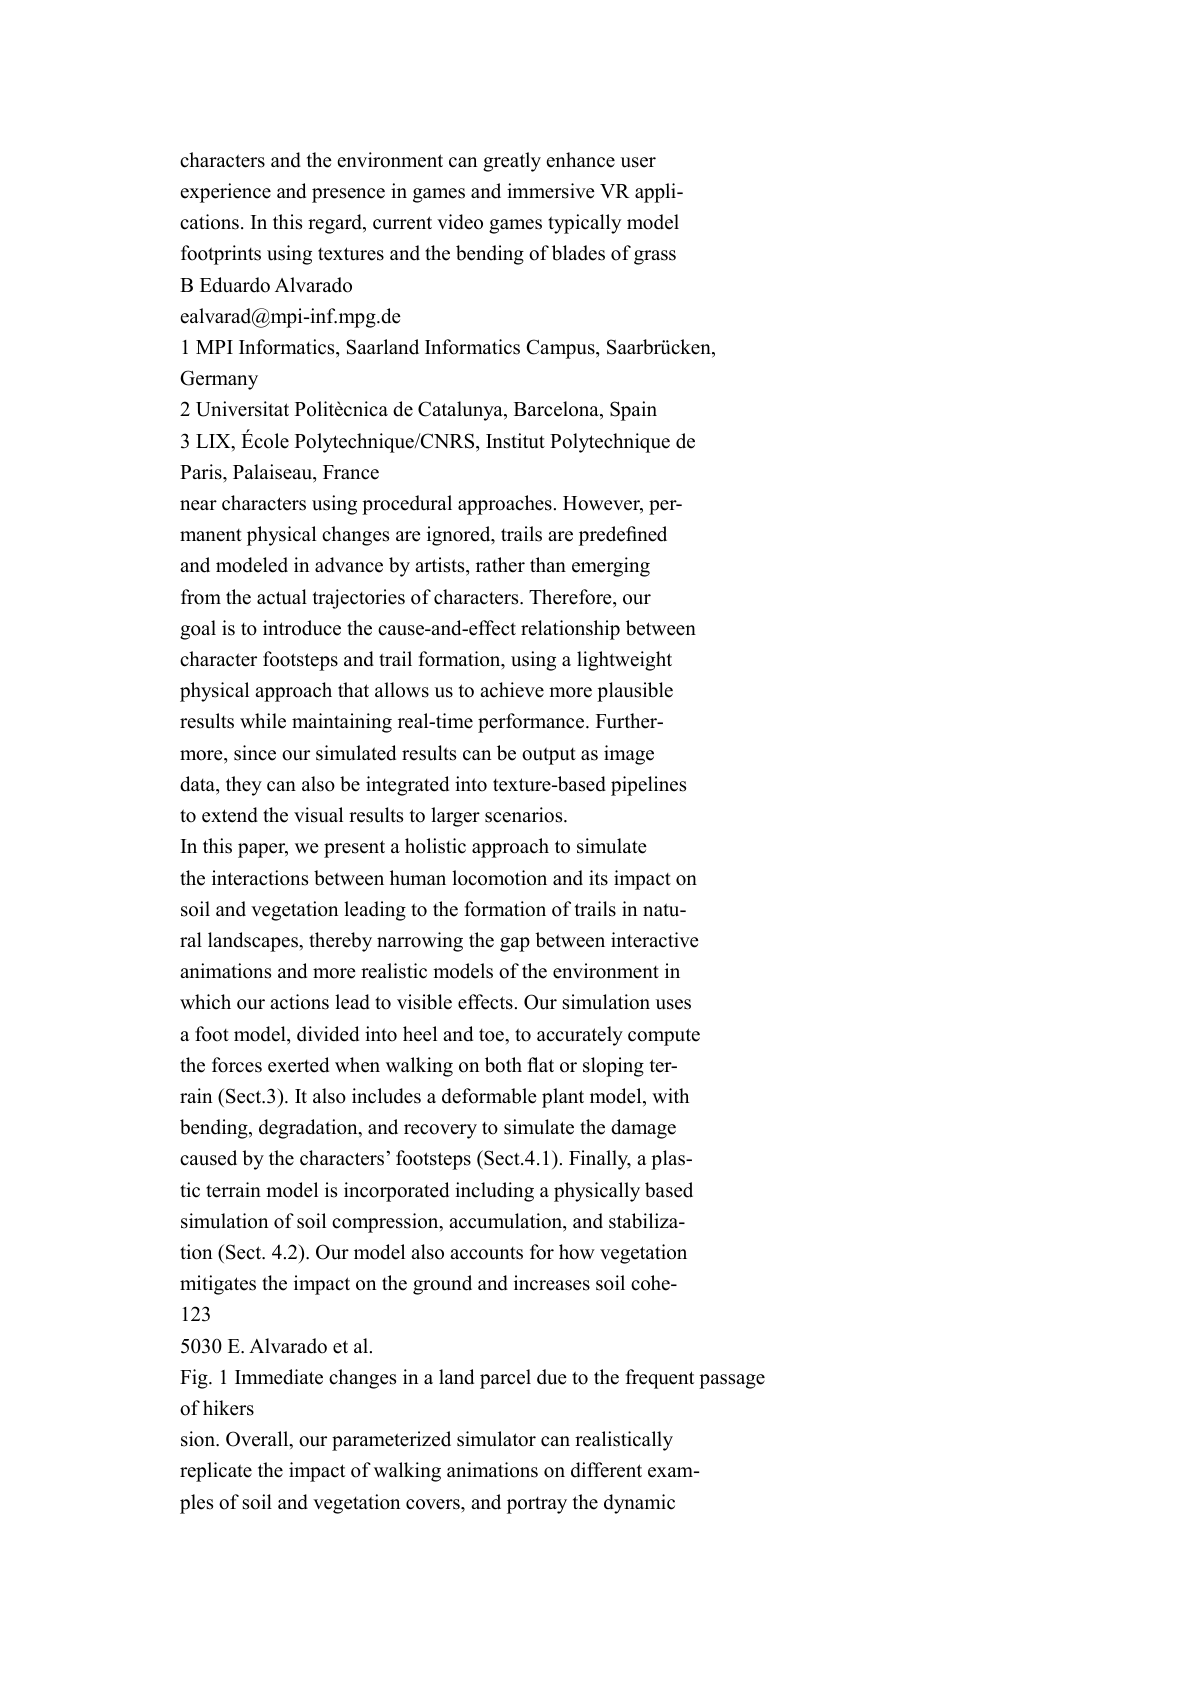 characters and the environment can greatly enhance user
experience and presence in games and immersive VR appli-
cations. In this regard, current video games typically model
footprints using textures and the bending of blades of grass
B Eduardo Alvarado
ealvarad@mpi-inf.mpg.de
1 MPI Informatics, Saarland Informatics Campus, Saarbrücken,
Germany
2 Universitat Politècnica de Catalunya, Barcelona, Spain
3 LIX, École Polytechnique/CNRS, Institut Polytechnique de
Paris, Palaiseau, France
near characters using procedural approaches. However, per-
manent physical changes are ignored, trails are predefined
and modeled in advance by artists, rather than emerging
from the actual trajectories of characters. Therefore, our
goal is to introduce the cause-and-effect relationship between
character footsteps and trail formation, using a lightweight
physical approach that allows us to achieve more plausible
results while maintaining real-time performance. Further-
more, since our simulated results can be output as image
data, they can also be integrated into texture-based pipelines
to extend the visual results to larger scenarios.
In this paper, we present a holistic approach to simulate
the interactions between human locomotion and its impact on
soil and vegetation leading to the formation of trails in natu-
ral landscapes, thereby narrowing the gap between interactive
animations and more realistic models of the environment in
which our actions lead to visible effects. Our simulation uses
a foot model, divided into heel and toe, to accurately compute
the forces exerted when walking on both flat or sloping ter-
rain (Sect.3). It also includes a deformable plant model, with
bending, degradation, and recovery to simulate the damage
caused by the characters’ footsteps (Sect.4.1). Finally, a plas-
tic terrain model is incorporated including a physically based
simulation of soil compression, accumulation, and stabiliza-
tion (Sect. 4.2). Our model also accounts for how vegetation
mitigates the impact on the ground and increases soil cohe-
123
5030 E. Alvarado et al.
Fig. 1 Immediate changes in a land parcel due to the frequent passage
of hikers
sion. Overall, our parameterized simulator can realistically
replicate the impact of walking animations on different exam-
ples of soil and vegetation covers, and portray the dynamic